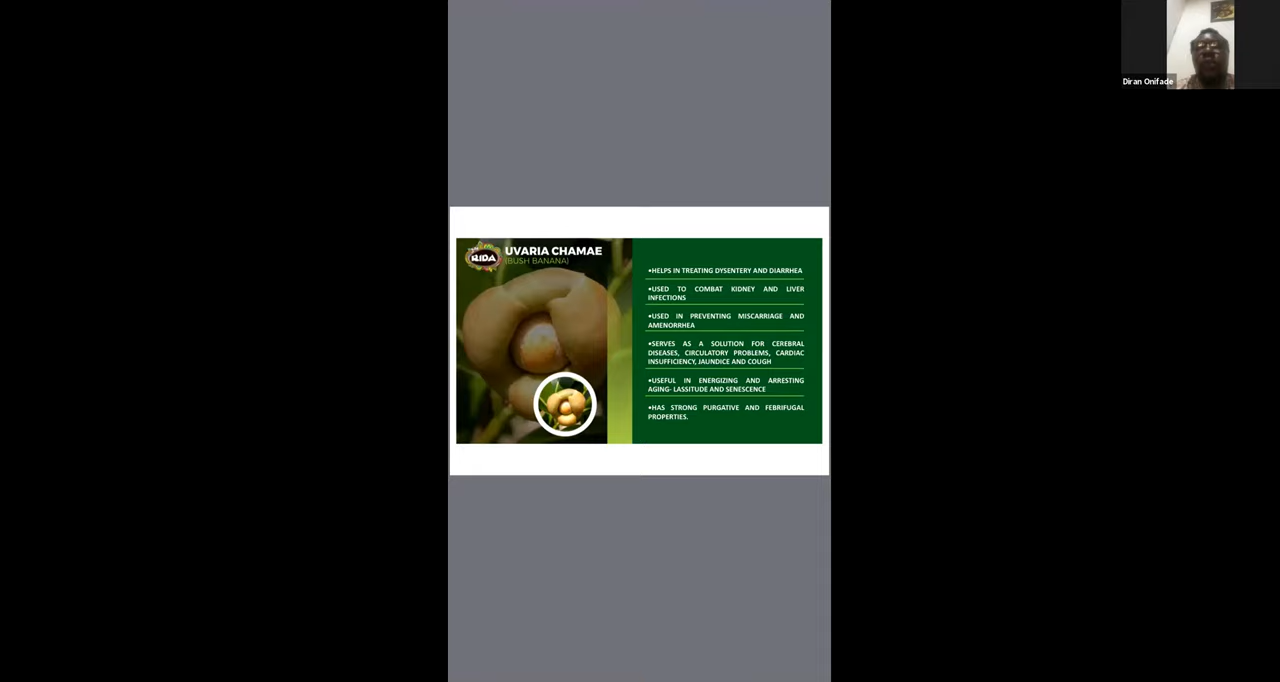 Diran Onifade
RIDA
UVARIA CHAMAE
(BUSH BANANA)
•HELPS IN TREATING DYSENTERY AND DIARRHEA
•USED TO COMBAT KIDNEY AND LIVER
INFECTIONS
•USED IN PREVENTING MISCARRIAGE AND
AMENORRHEA
•SERVES AS A SOLUTION FOR CEREBRAL
DISEASES, CIRCULATORY PROBLEMS, CARDIAC
INSUFFICIENCY, JAUNDICE AND COUGH
•USEFUL IN ENERGIZING AND ARRESTING
AGING- LASSITUDE AND SENESCENCE
•HAS STRONG PURGATIVE AND FEBRIFUGAL
PROPERTIES.